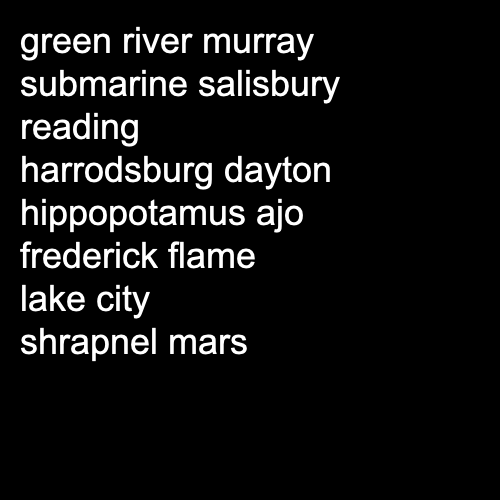 green river murray
submarine salisbury
reading
harrodsburg dayton
hippopotamus ajo
frederick flame
lake city
shrapnel mars